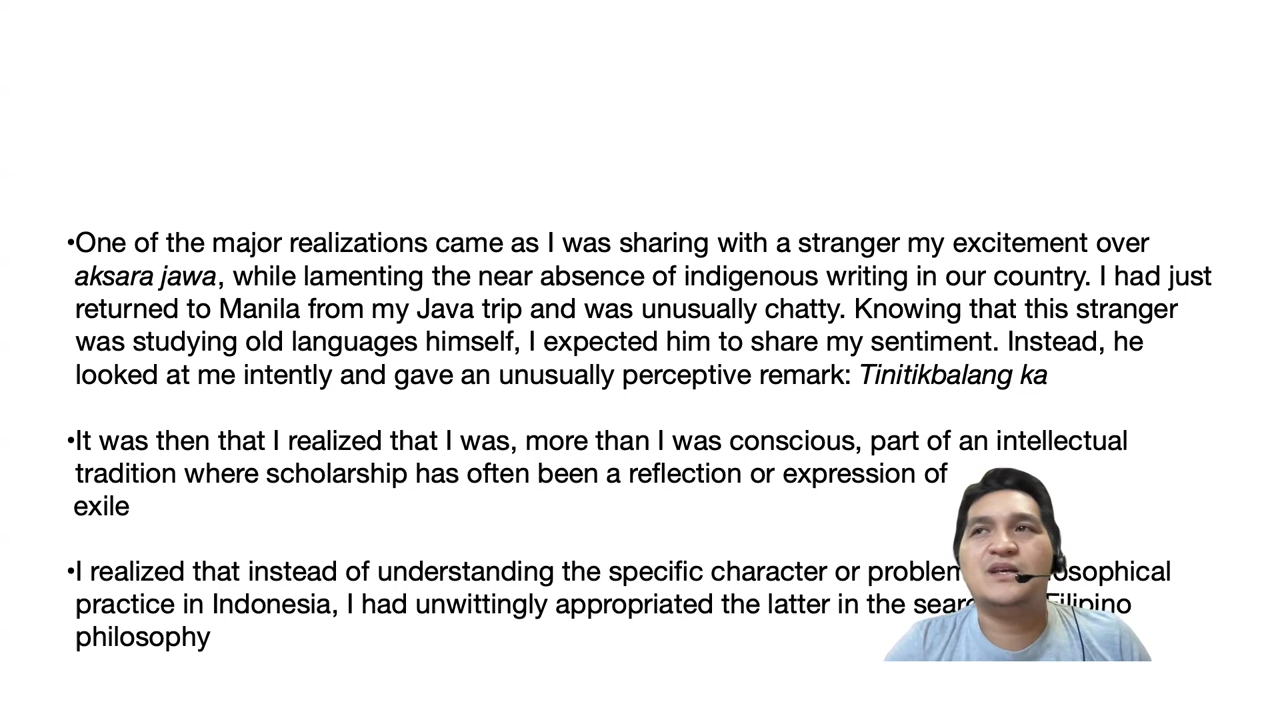 •One of the major realizations came as I was sharing with a stranger my excitement over
aksara jawa, while lamenting the near absence of indigenous writing in our country. I had just
returned to Manila from my Java trip and was unusually chatty. Knowing that this stranger
was studying old languages himself, I expected him to share my sentiment. Instead, he
looked at me intently and gave an unusually perceptive remark: Tinitikbalang ka
•It was then that I realized that I was, more than I was conscious, part of an intellectual
tradition where scholarship has often been a reflection or expression of
exile
•I realized that instead of understanding the specific character or
practice in Indonesia, I had unwittingly appropriated the latter in the Filipino
philosophy